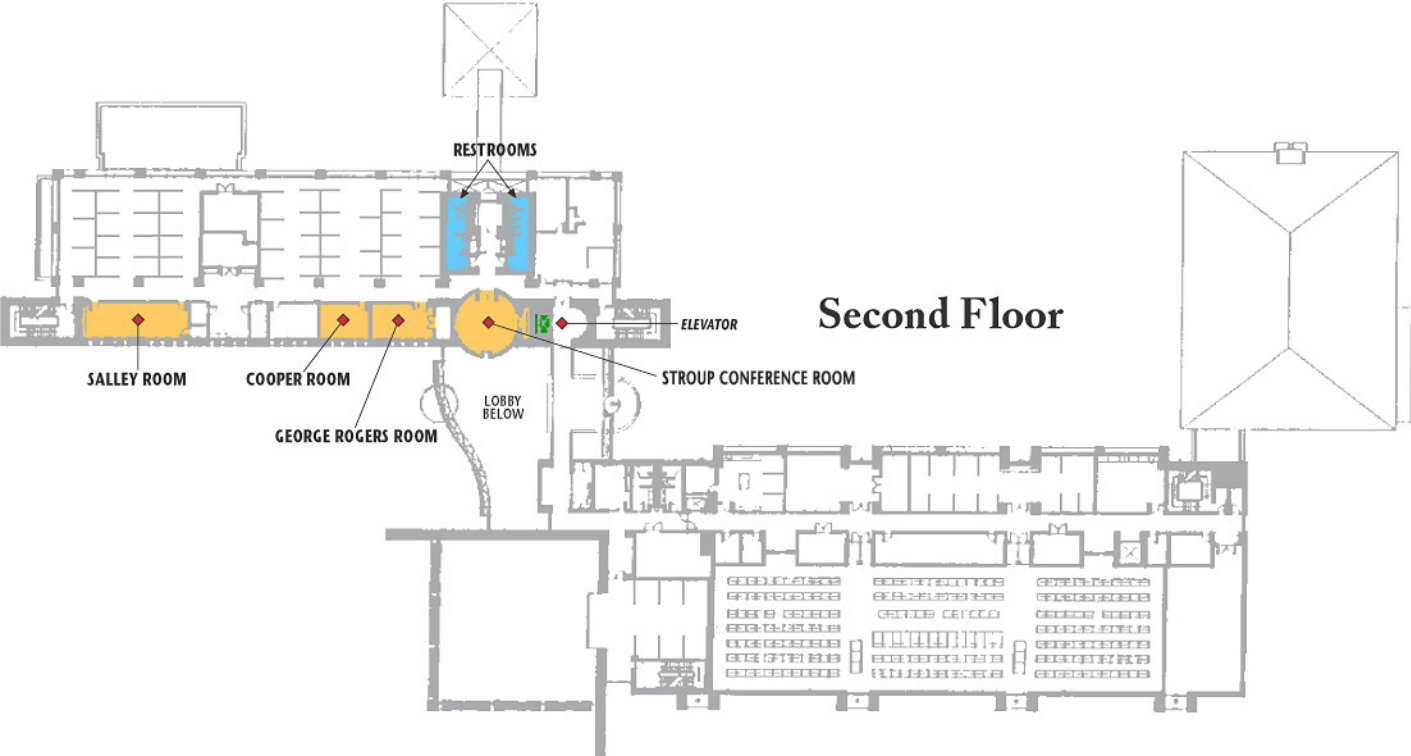 RESTROOMS
Second Floor
ELEVATOR
SALLEY ROOM
COOPER ROOM
STROUP CONFERENCE ROOM
LOBBY
BELOW
GEORGE ROGERS ROOM